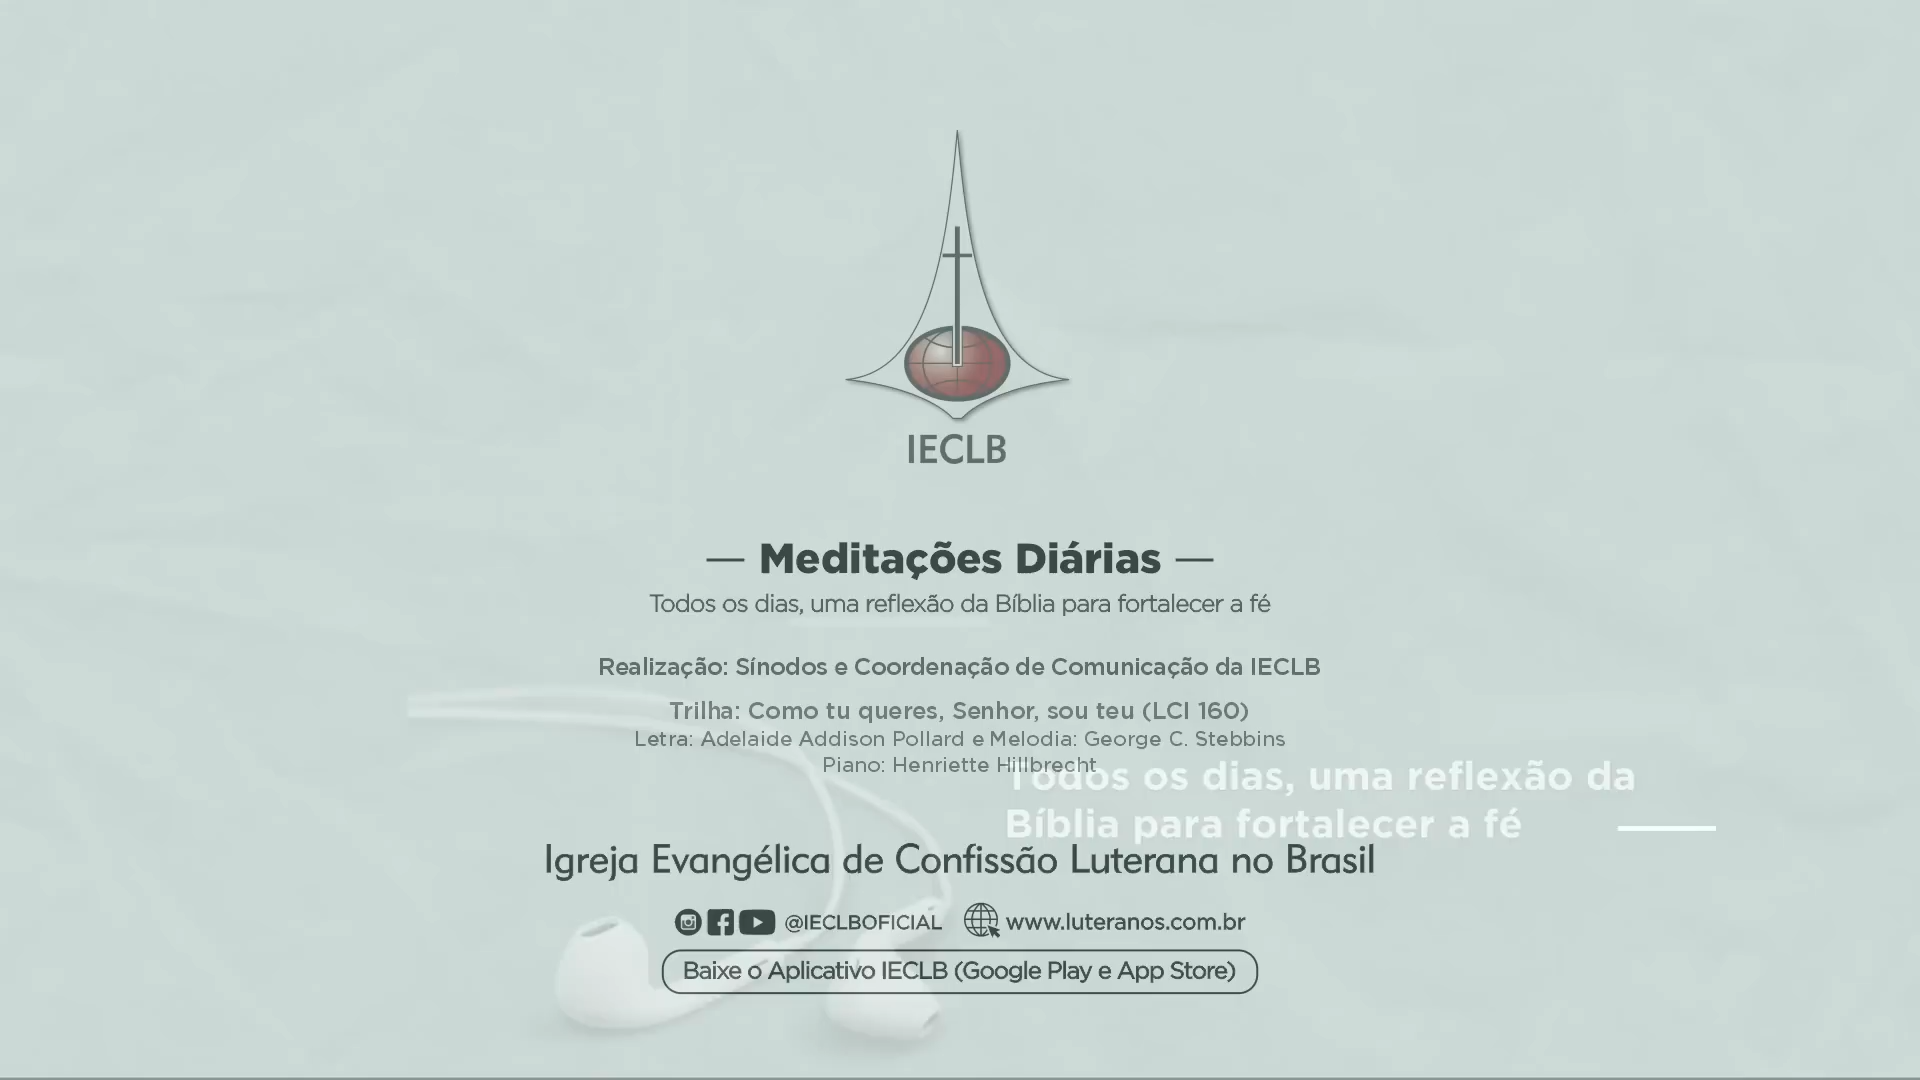 IECLB
— Meditações Diárias —
Todos os dias, uma reflexão da Bíblia para fortalecer a fé
Realização: Sínodos e Coordenação de Comunicação da IECLB
Trilha: Como tu queres, Senhor, sou teu (LCI 160)
Letra: Adelaide Addison Pollard e Melodia: George C. Stebbins
Piano: Henriette Hillbrecht
Todos os dias, uma reflexão da
Bíblia para fortalecer a fé
Igreja Evangélica de Confissão Luterana no Brasil
@IECLBOFICIAL www.luteranos.com.br
Baixe o Aplicativo IECLB (Google Play e App Store)